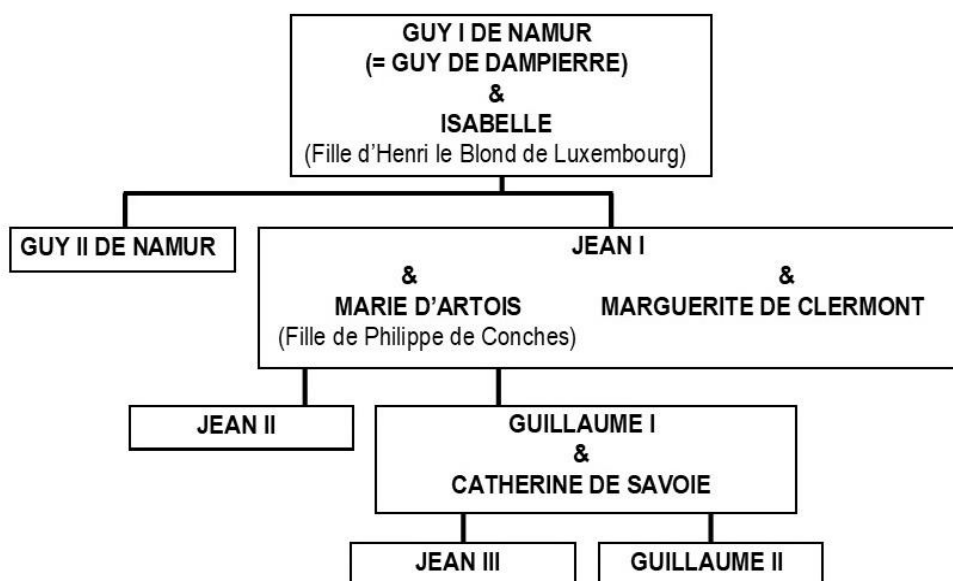 GUY I DE NAMUR
(= GUY DE DAMPIERRE)
&
ISABELLE
(Fille d’Henri le Blond de Luxembourg)
GUY II DE NAMUR
JEAN I
& &
MARIE D’ARTOIS MARGUERITE DE CLERMONT
(Fille de Philippe de Conches)
JEAN II
GUILLAUME I
&
CATHERINE DE SAVOIE
JEAN III
GUILLAUME II